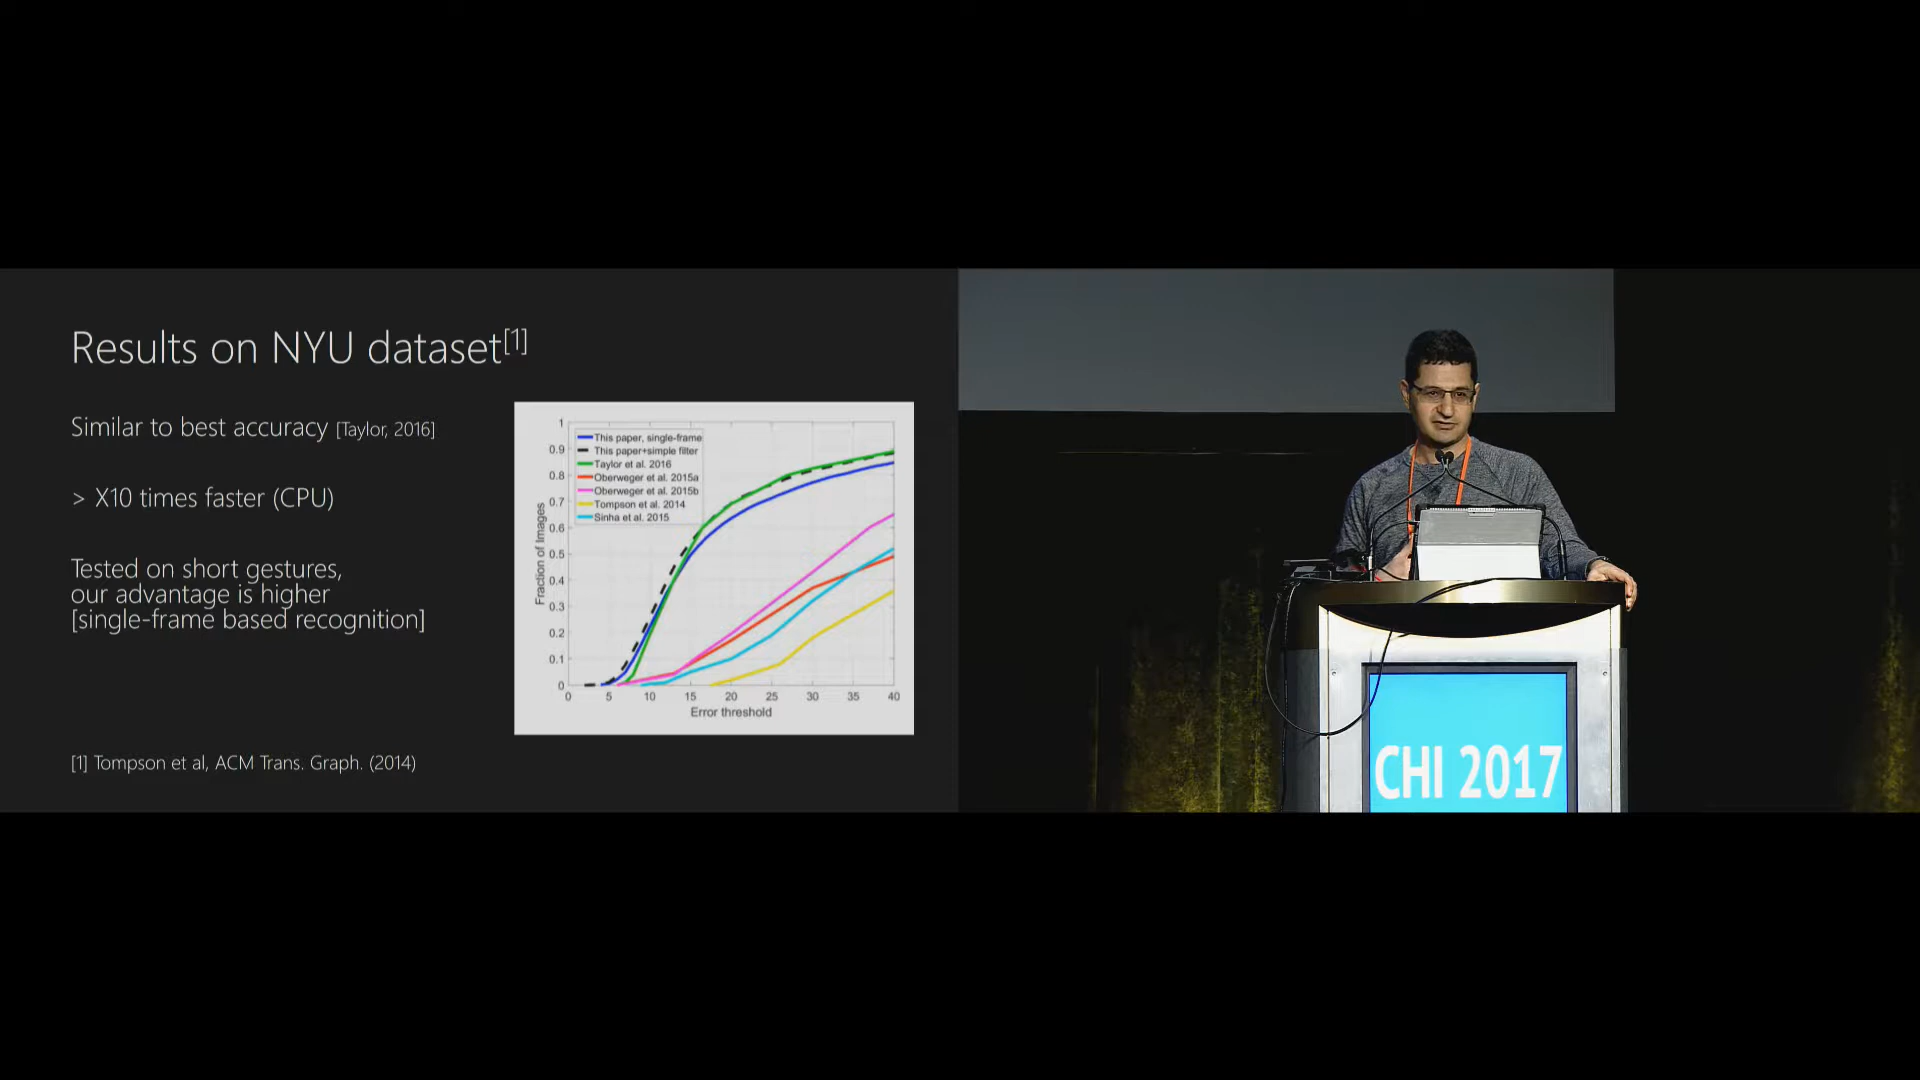 Results on NYU dataset[1]
Similar to best accuracy [Taylor, 2016]
> X10 times faster (CPU)
Tested on short gestures,
our advantage is higher
[single-frame based recognition]
[1] Tompson et al, ACM Trans. Graph. (2014)
This paper, single-frame
This paper+simple filter
Taylor et al. 2016
Oberweger et al. 2015a
Oberweger et al. 2015b
Tompson et al. 2014
Sinha et al. 2015
Fraction of Images
1
0.9
0.8
0.7
0.6
0.5
0.4
0.3
0.2
0.1
0
0 5 10 15 20 25 30 35 40
Error threshold
CHI 2017